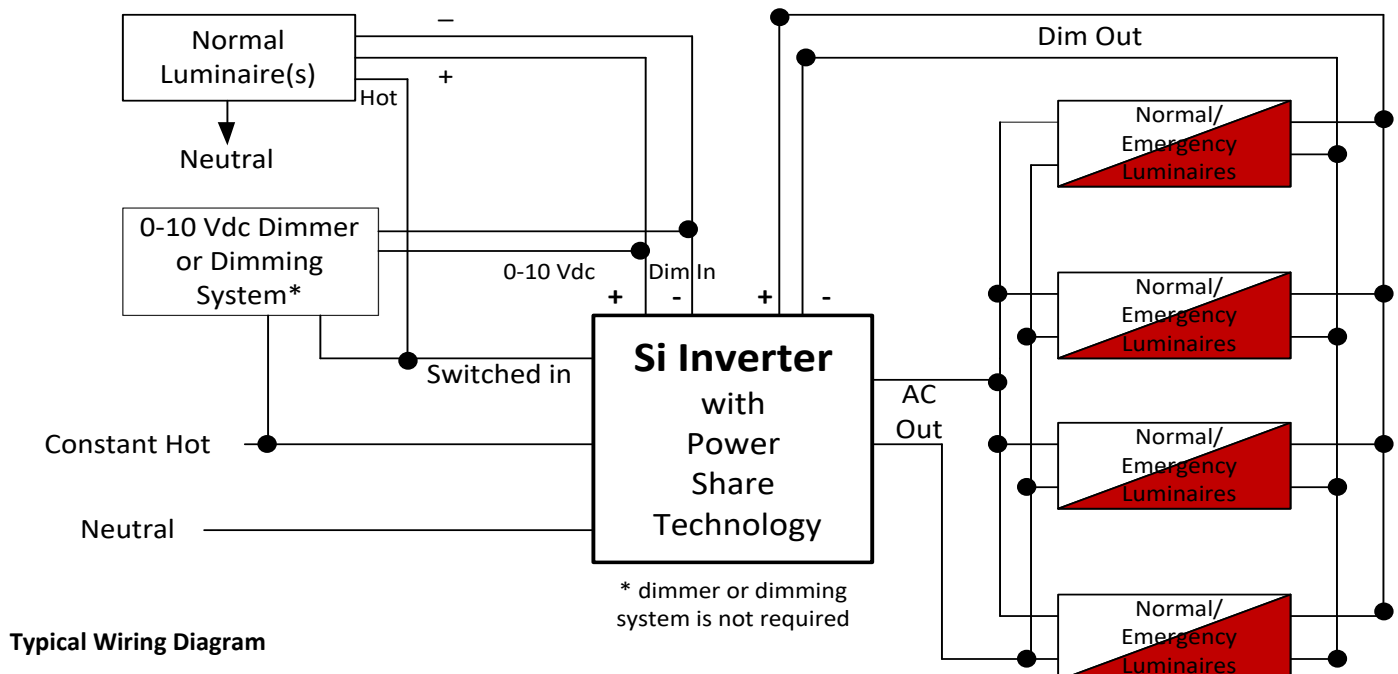 –
Normal
Luminaire(s)
+
Hot
Neutral
Dim Out
0-10 Vdc Dimmer
or Dimming
System*
0-10 Vdc
Dim In
+ - + -
Si Inverter
with
Power
Share
Technology
Switched in
Constant Hot
Neutral
AC
Out
Normal/
Emergency
Luminaires
Normal/
Emergency
Luminaires
Normal/
Emergency
Luminaires
Normal/
Emergency
Luminaires
* dimmer or dimming
system is not required
Typical Wiring Diagram